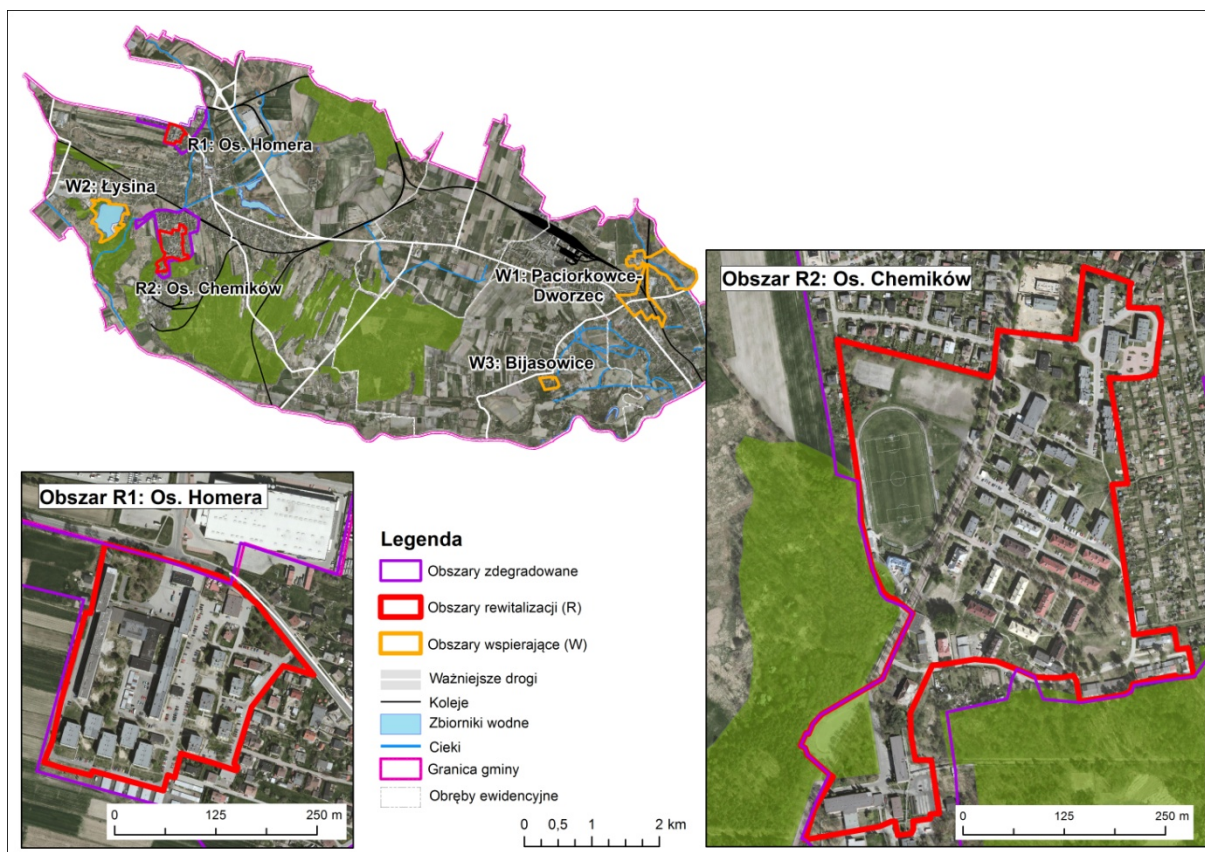 R1: Os. Homera
W2: Łysina
R2: Os. Chemików
W1: Paciorkowce-
Dworzec
W3: Bijasowice
Obszar R2: Os. Chemików
0 125 250 m
Obszar R1: Os. Homera
0 125 250 m
Legenda
Obszary zdegradowane
Obszary rewitalizacji (R)
Obszary wspierające (W)
Ważniejsze drogi
Koleje
Zbiorniki wodne
Cieki
Granica gminy
Obręby ewidencyjne
0 0,5 1 2 km